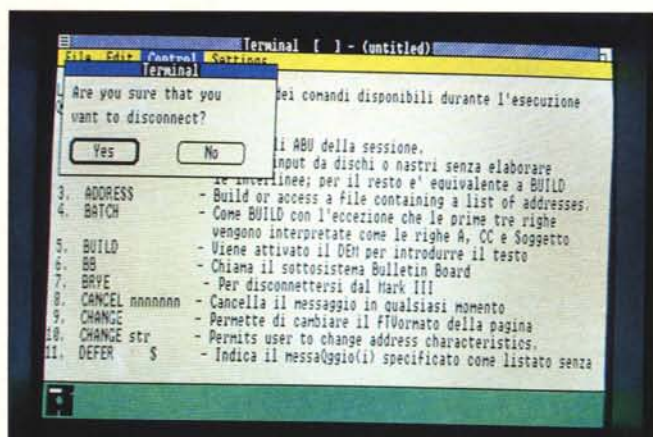 Terminal [ ] - (untitled)
File Edit Control Settings
Terminal
Are you sure that you
want to disconnect?
Yes No
dei comandi disponibili durante l'esecuzione
li ABU della sessione.
input da dischi o nastri senza elaborare
le interlinee; per il resto e' equivalente a BUILD
3. ADDRESS - Build or access a file containing a list of addresses.
4. BATCH - Come BUILD con l'eccezione che le prime tre righe
vengono interpretate come le righe A, CC e Soggetto
5. BUILD - Viene attivato il DEM per introdurre il testo
6. BB - Chiama il sottosistema Bulletin Board
7. BRYE - Per disconnettersi dal Mark III
8. CANCEL nnnnnnn - Cancella il messaggio in qualsiasi momento
9. CHANGE - Permette di cambiare il fTUormato della pagina
10. CHANGE str - Permits user to change address characteristics.
11. DEFER $ - Indica il messaQggio(i) specificato come listato senza